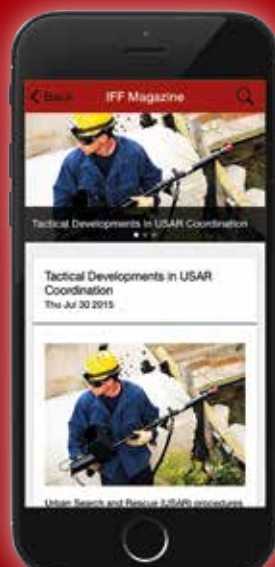 Back IFF Magazine
Tactical Developments in USAR Coordination
Tactical Developments in USAR
Coordination
Thu Jul 30 2015
Urban Search and Rescue (USAR) procedures